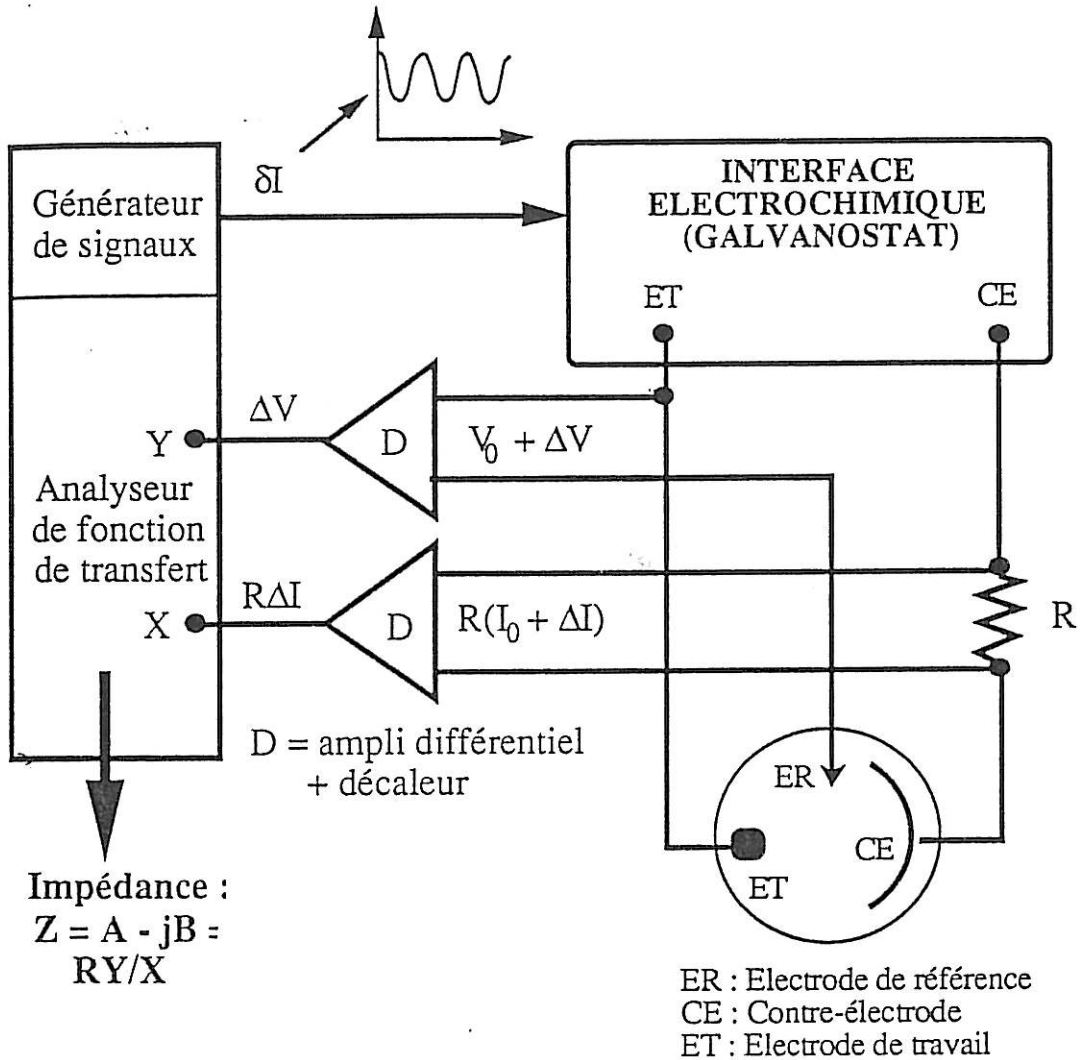 δI
Générateur
de signaux
INTERFACE
ELECTROCHIMIQUE
(GALVANOSTAT)
ET
CE
ΔV
Y
D
V₀ + ΔV
Analyseur
de fonction
de transfert
RΔI
X
D
R(I₀ + ΔI)
R
D = ampli différentiel
+ décaleur
ER
CE
ET
Impédance :
Z = A - jB =
RY/X
ER : Electrode de référence
CE : Contre-électrode
ET : Electrode de travail